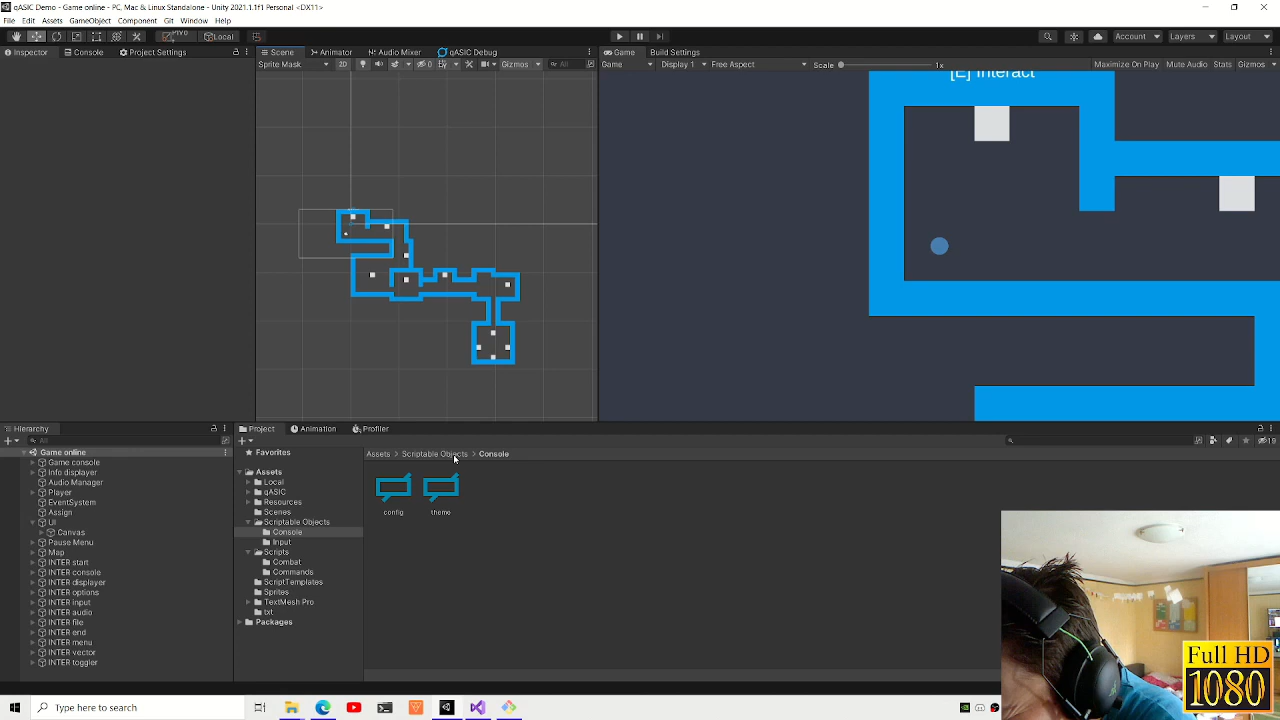 qASIC Demo - Game online - PC, Mac & Linux Standalone - Unity 2021.1.1f1 Personal <DX11>
File Edit Assets GameObject Component Git Window Help
Local Account Layers Layout
Inspector Console Project Settings Scene Animator Audio Mixer qASIC Debug Game Build Settings
Sprite Mask 2D 0 Gizmos All Game Display 1 Free Aspect Scale 1x Maximize On Play Mute Audio Stats Gizmos
[E] Interact
Hierarchy
All
Game online
Game console
Info displayer
Audio Manager
Player
EventSystem
Assign
UI
Canvas
Pause Menu
Map
INTER start
INTER console
INTER displayer
INTER options
INTER input
INTER audio
INTER file
INTER end
INTER menu
INTER vector
INTER toggler
Project Animation Profiler
19
Favorites
Assets
Local
qASIC
Resources
Scenes
Scriptable Objects
Console
Input
Scripts
Combat
Commands
ScriptTemplates
Sprites
TextMesh Pro
txt
Packages
Assets Scriptable Objects Console
config theme
Full HD
1080
Type here to search